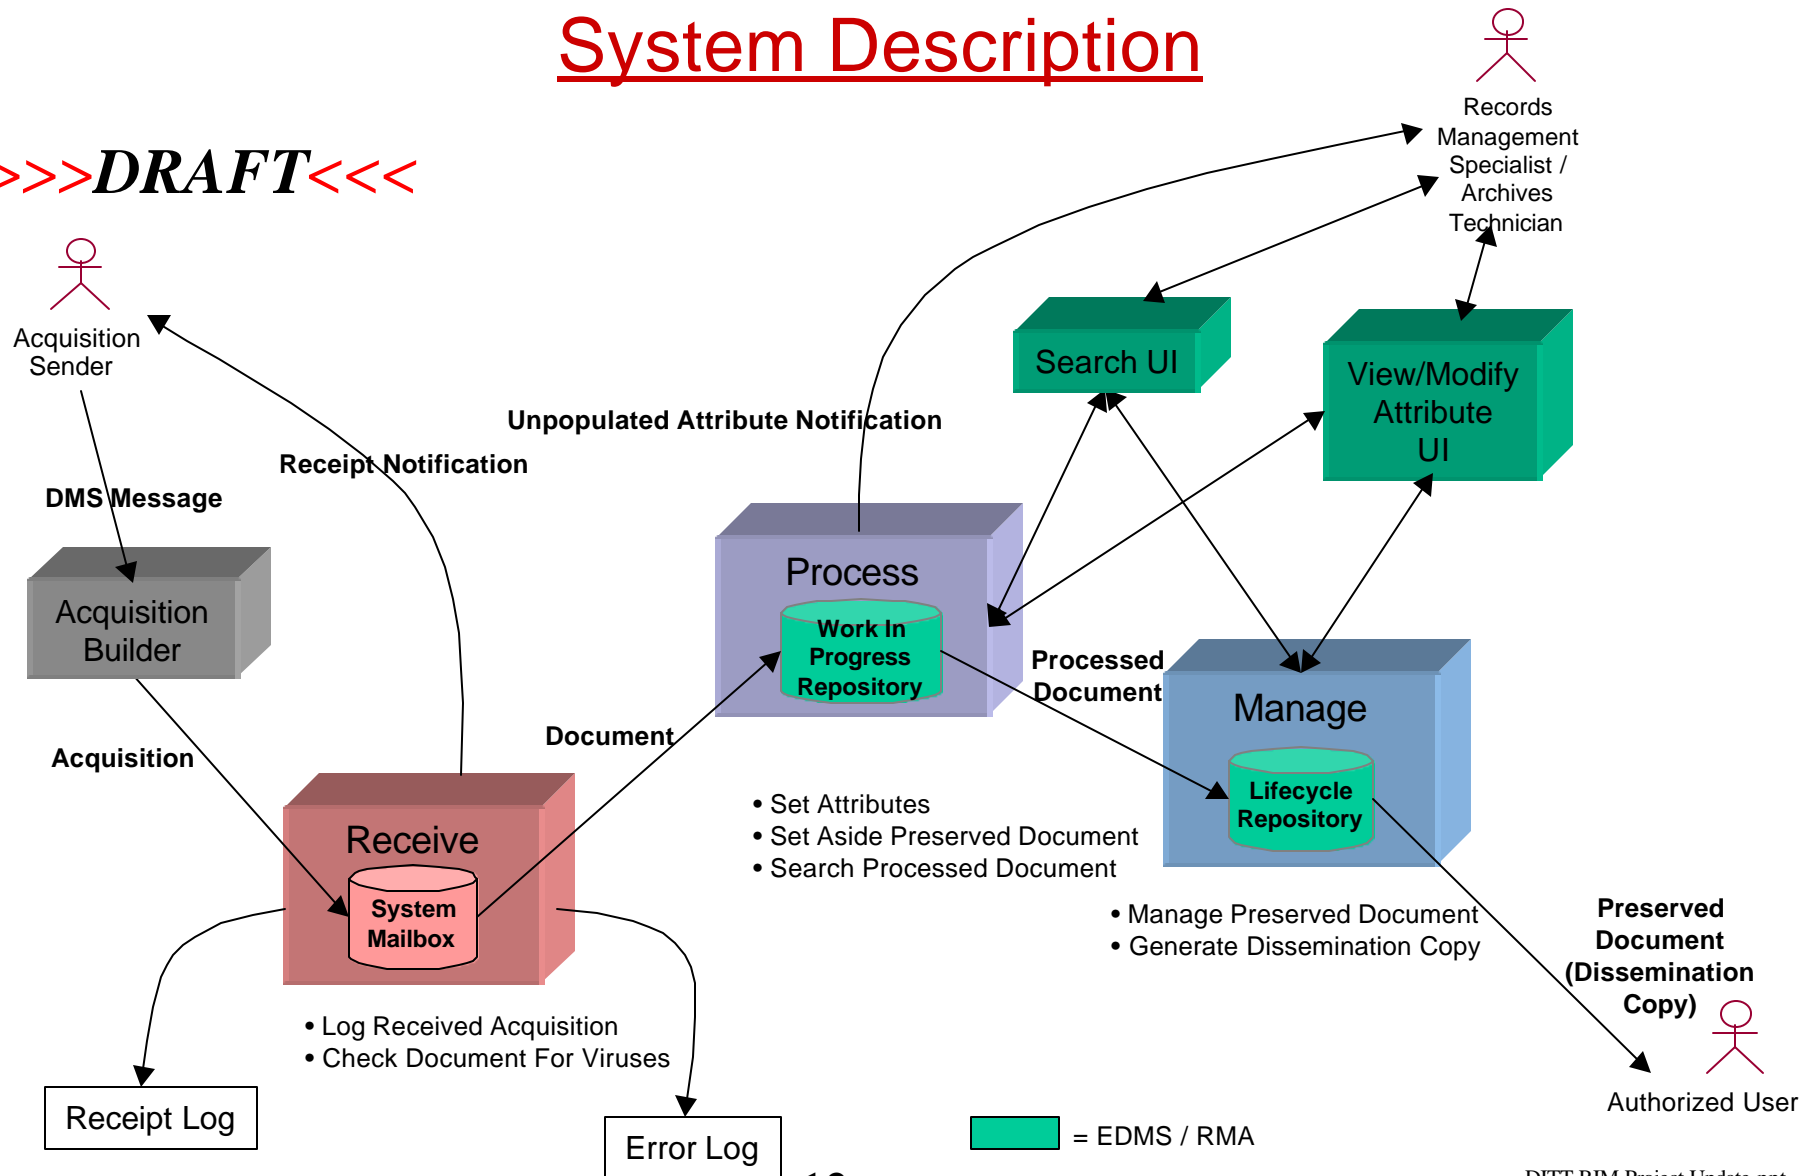 System Description
>>>DRAFT<<<
Records
Management
Specialist /
Archives
Technician
Acquisition
Sender
Search UI
View/Modify
Attribute
UI
Unpopulated Attribute Notification
Receipt Notification
DMS Message
Acquisition
Builder
Process
Work In
Progress
Repository
Processed
Document
Manage
Lifecycle
Repository
Document
Acquisition
Receive
System
Mailbox
• Set Attributes
• Set Aside Preserved Document
• Search Processed Document
• Manage Preserved Document
• Generate Dissemination Copy
Preserved
Document
(Dissemination
Copy)
Authorized User
• Log Received Acquisition
• Check Document For Viruses
Receipt Log
Error Log
= EDMS / RMA